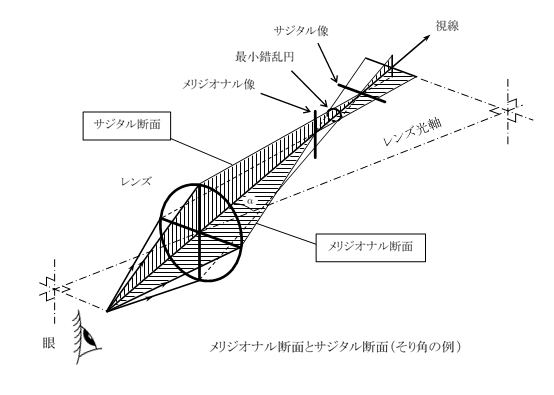 視線
サジタル像
最小錯乱円
メリジオナル像
サジタル断面
レンズ光軸
レンズ
α
メリジオナル断面
眼
メリジオナル断面とサジタル断面(そり角の例)